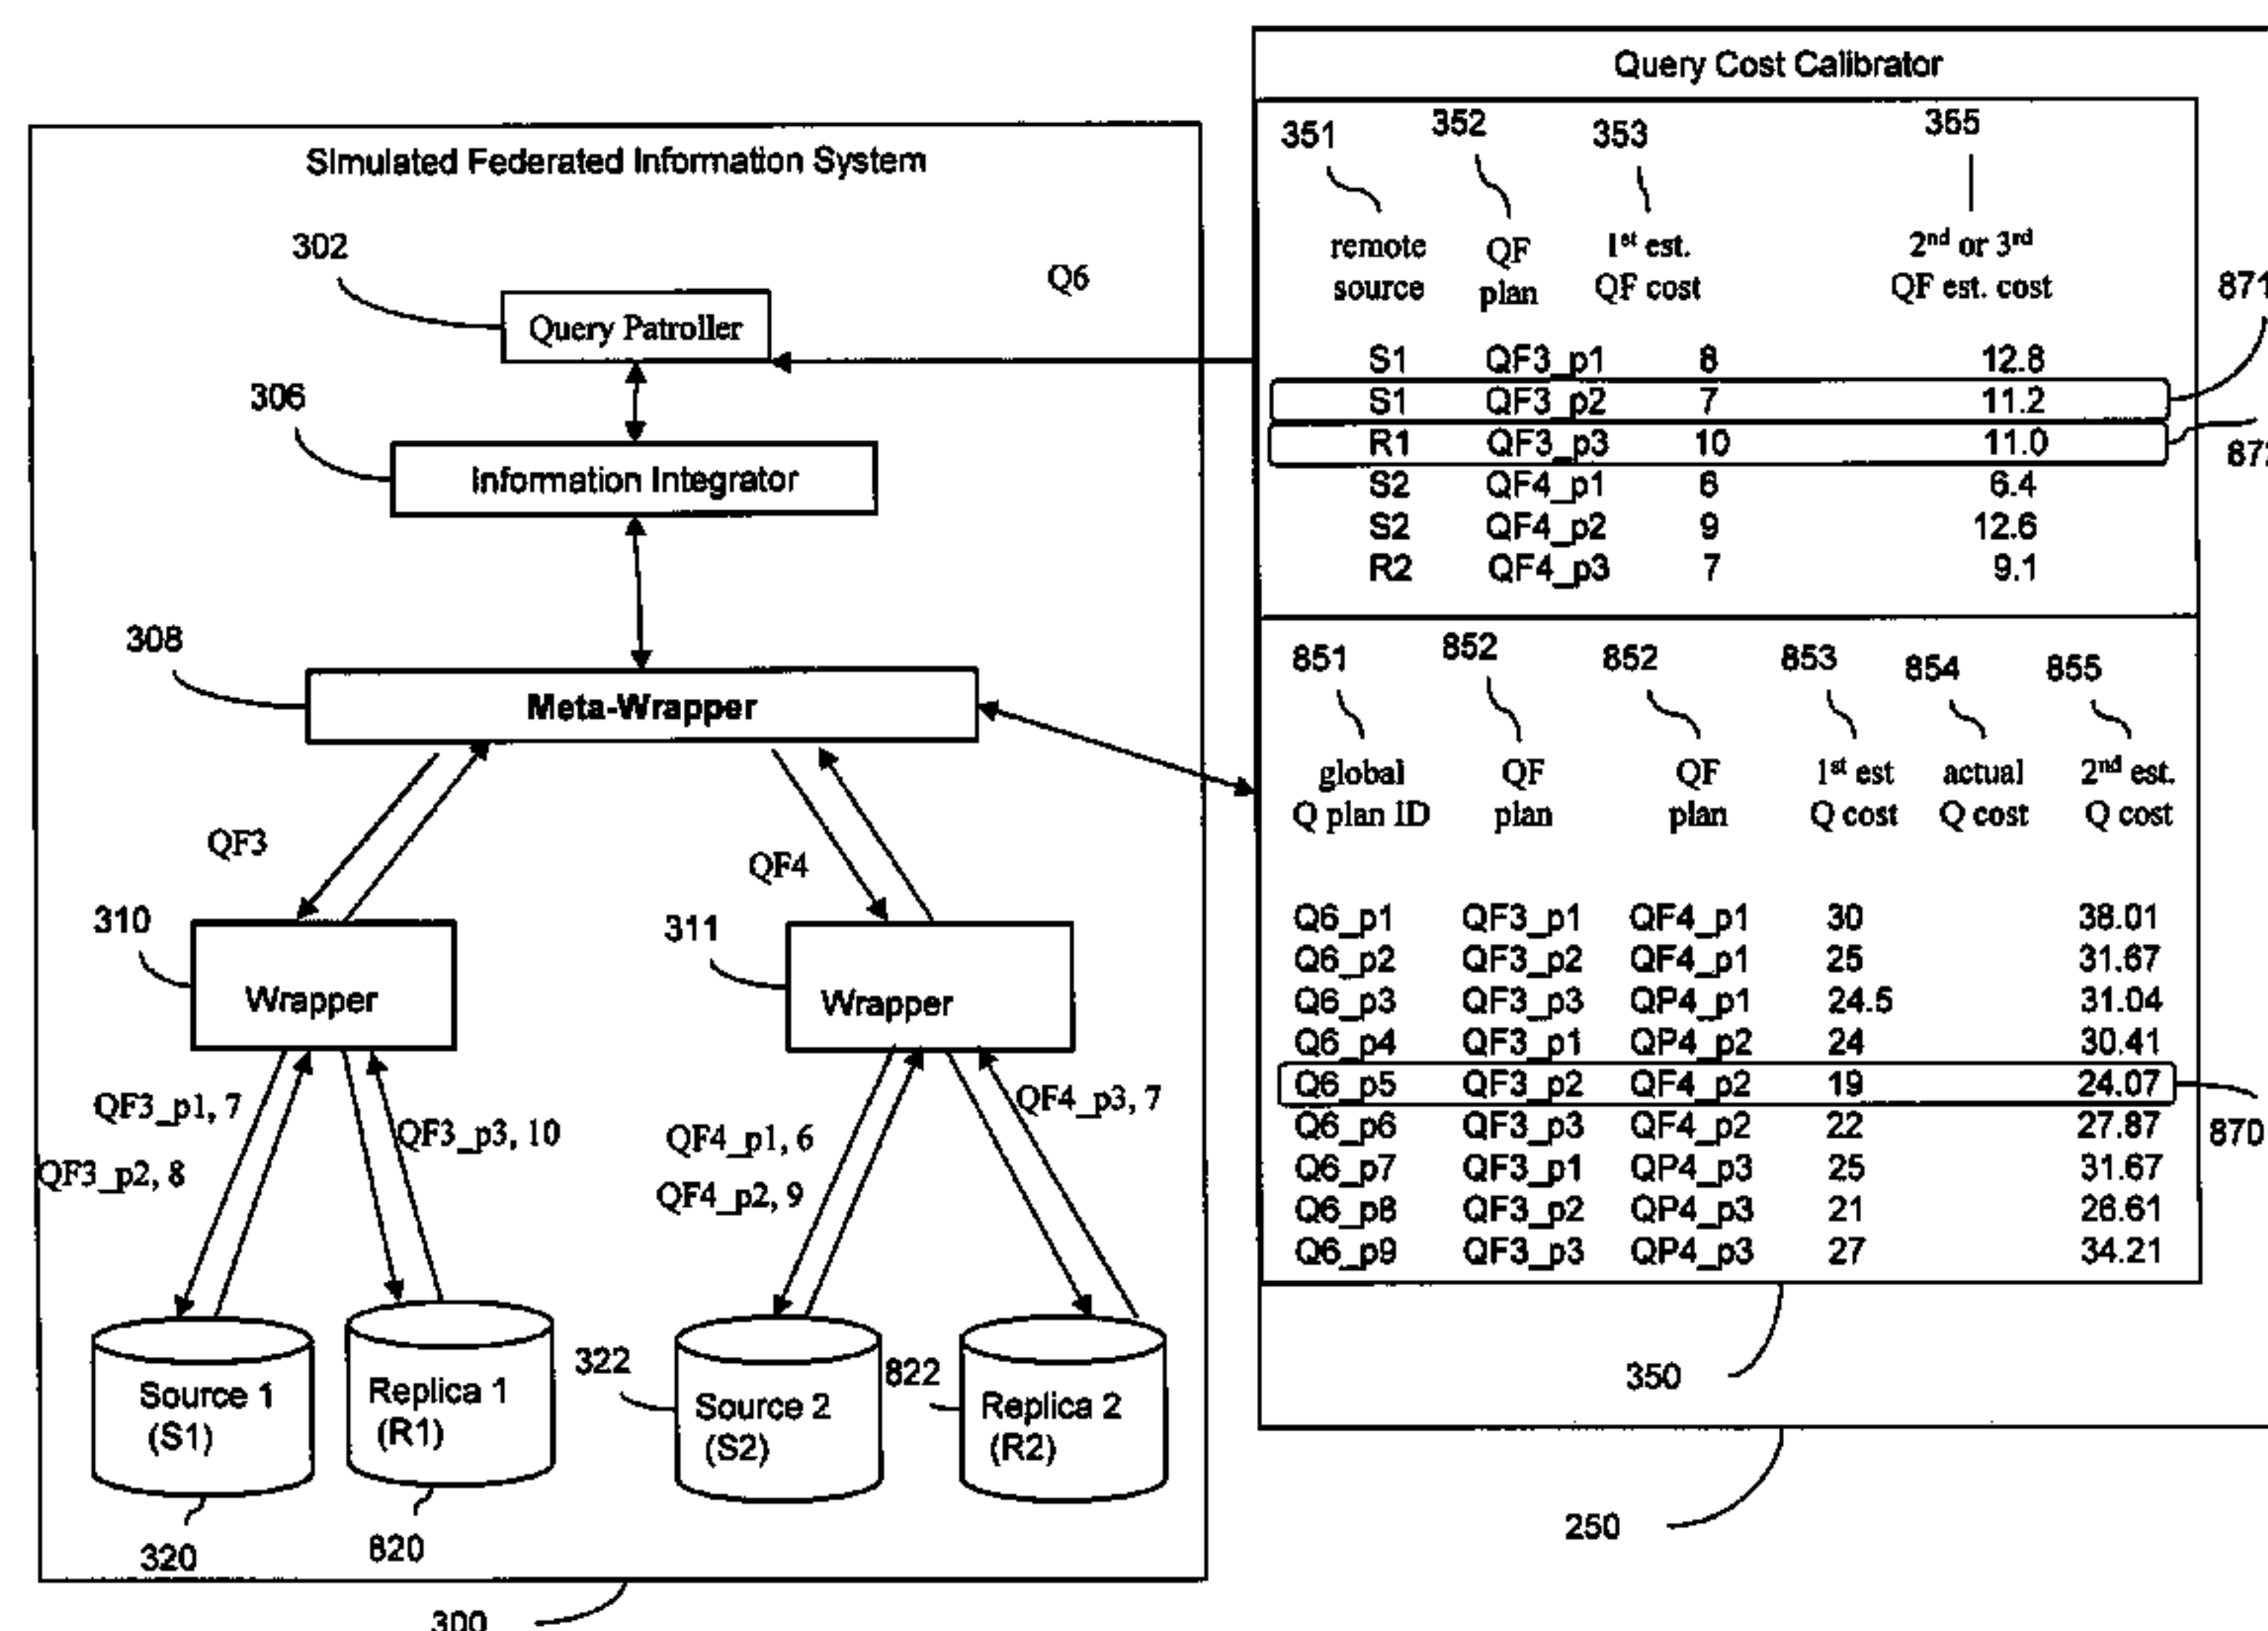 Query Cost Calibrator
Simulated Federated Information System
302
Q6
Query Patroller
306
Information Integrator
308
Meta-Wrapper
QF3
QF4
310
Wrapper
311
Wrapper
QF3_p1, 7
QF3_p2, 8
QF3_p3, 10
QF4_p1, 6
QF4_p2, 9
QF4_p3, 7
Source 1
(S1)
Replica 1
(R1)
322
Source 2
(S2)
822
Replica 2
(R2)
320
820
300
351 352 353 355
remote QF 1st est. 2nd or 3rd
source plan QF cost QF est. cost
871
S1 QF3_p1 8 12.8
S1 QF3_p2 7 11.2
R1 QF3_p3 10 11.0
S2 QF4_p1 6 6.4
S2 QF4_p2 9 12.6
R2 QF4_p3 7 9.1
851 852 852 853 854 855
global QF QF 1st est actual 2nd est.
Q plan ID plan plan Q cost Q cost Q cost
Q6_p1 QF3_p1 QF4_p1 30 38.01
Q6_p2 QF3_p2 QF4_p1 25 31.67
Q6_p3 QF3_p3 QP4_p1 24.5 31.04
Q6_p4 QF3_p1 QP4_p2 24 30.41
Q6_p5 QF3_p2 QF4_p2 19 24.07
Q6_p6 QF3_p3 QF4_p2 22 27.87
870
Q6_p7 QF3_p1 QP4_p3 25 31.67
Q6_p8 QF3_p2 QP4_p3 21 26.61
Q6_p9 QF3_p3 QP4_p3 27 34.21
350
250